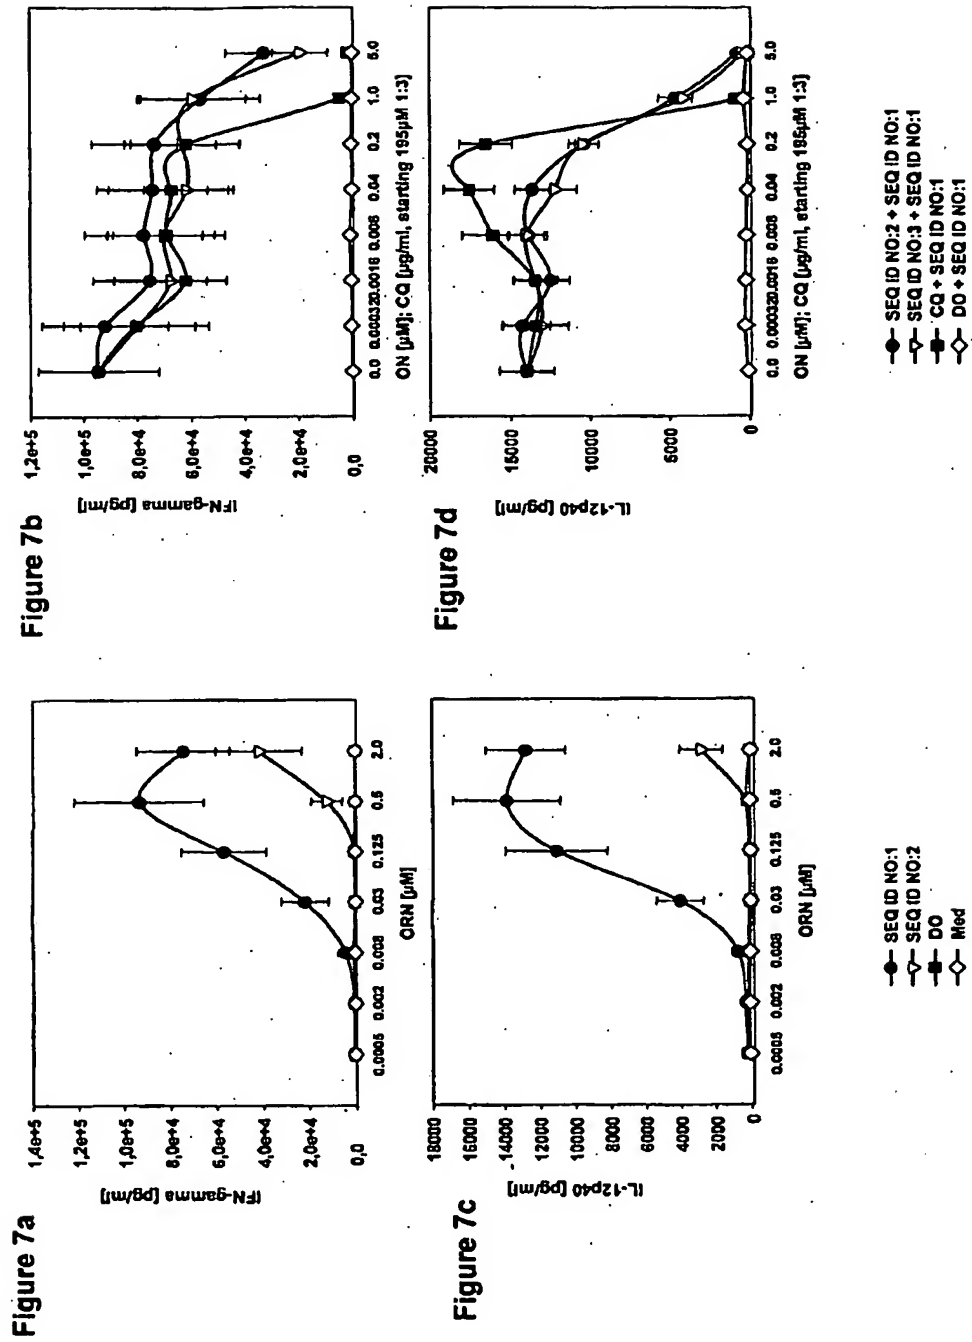 Figure 7a
IFN-gamma [pg/ml]
1,4e+5
1,2e+5
1,0e+5
8,0e+4
6,0e+4
4,0e+4
2,0e+4
0,0
0.0005 0.002 0.008 0.03 0.125 0.5 2.0
ORN [µM]
Figure 7b
IFN-gamma [pg/ml]
1,2e+5
1,0e+5
8,0e+4
6,0e+4
4,0e+4
2,0e+4
0,0
0.0 0.00032 0.0016 0.008 0.04 0.2 1.0 5.0
ON [µM]; CQ [µg/ml, starting 195µM 1:3]
Figure 7c
IL-12p40 [pg/ml]
18000
16000
14000
12000
10000
8000
6000
4000
2000
0
0.0005 0.002 0.008 0.03 0.125 0.5 2.0
ORN [µM]
SEQ ID NO:1
SEQ ID NO:2
DO
Med
Figure 7d
IL-12p40 [pg/ml]
20000
15000
10000
5000
0
0.0 0.00032 0.0016 0.008 0.04 0.2 1.0 5.0
ON [µM]; CQ [µg/ml, starting 195µM 1:3]
SEQ ID NO:2 + SEQ ID NO:1
SEQ ID NO:3 + SEQ ID NO:1
CQ + SEQ ID NO:1
DO + SEQ ID NO:1